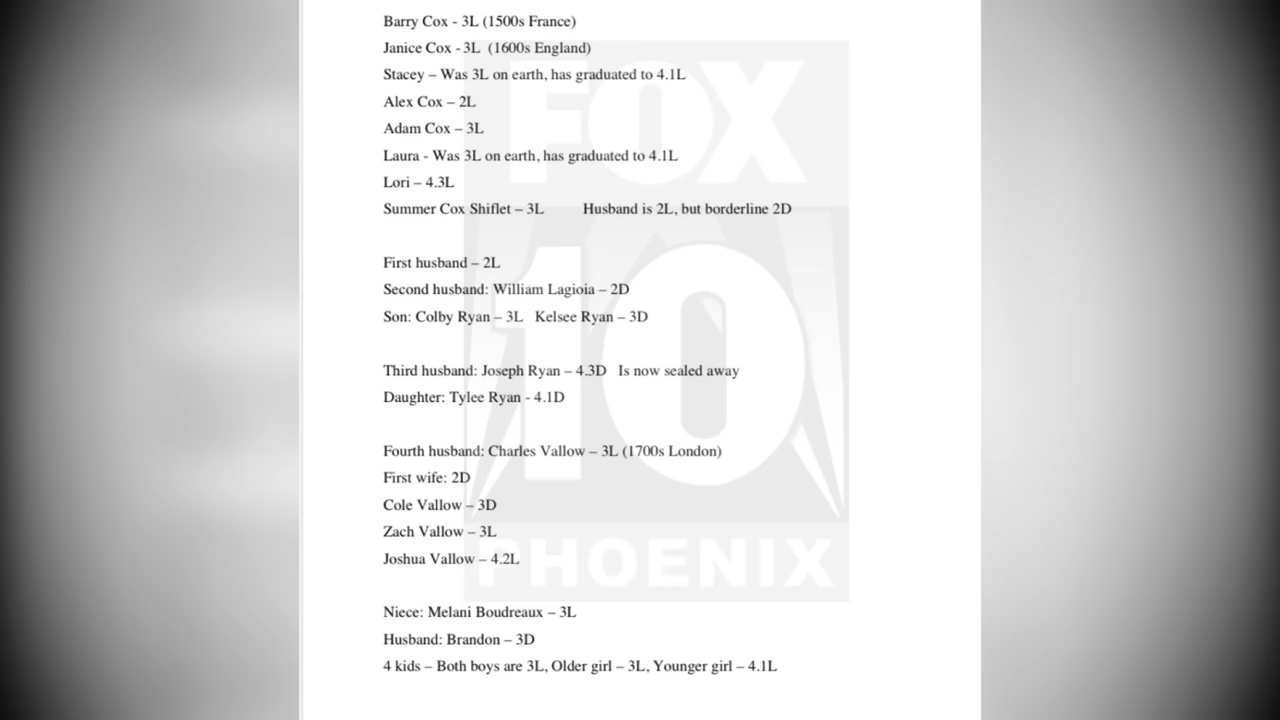 Barry Cox - 3L (1500s France)
Janice Cox - 3L (1600s England)
Stacey – Was 3L on earth, has graduated to 4.1L
Alex Cox – 2L
Adam Cox – 3L
Laura - Was 3L on earth, has graduated to 4.1L
Lori – 4.3L
Summer Cox Shiflet – 3L Husband is 2L, but borderline 2D
First husband – 2L
Second husband: William Lagioia – 2D
Son: Colby Ryan – 3L Kelsee Ryan – 3D
Third husband: Joseph Ryan – 4.3D Is now sealed away
Daughter: Tylee Ryan - 4.1D
Fourth husband: Charles Vallow – 3L (1700s London)
First wife: 2D
Cole Vallow – 3D
Zach Vallow – 3L
Joshua Vallow – 4.2L
Niece: Melani Boudreaux – 3L
Husband: Brandon – 3D
4 kids – Both boys are 3L, Older girl – 3L, Younger girl – 4.1L
FOX
10
PHOENIX